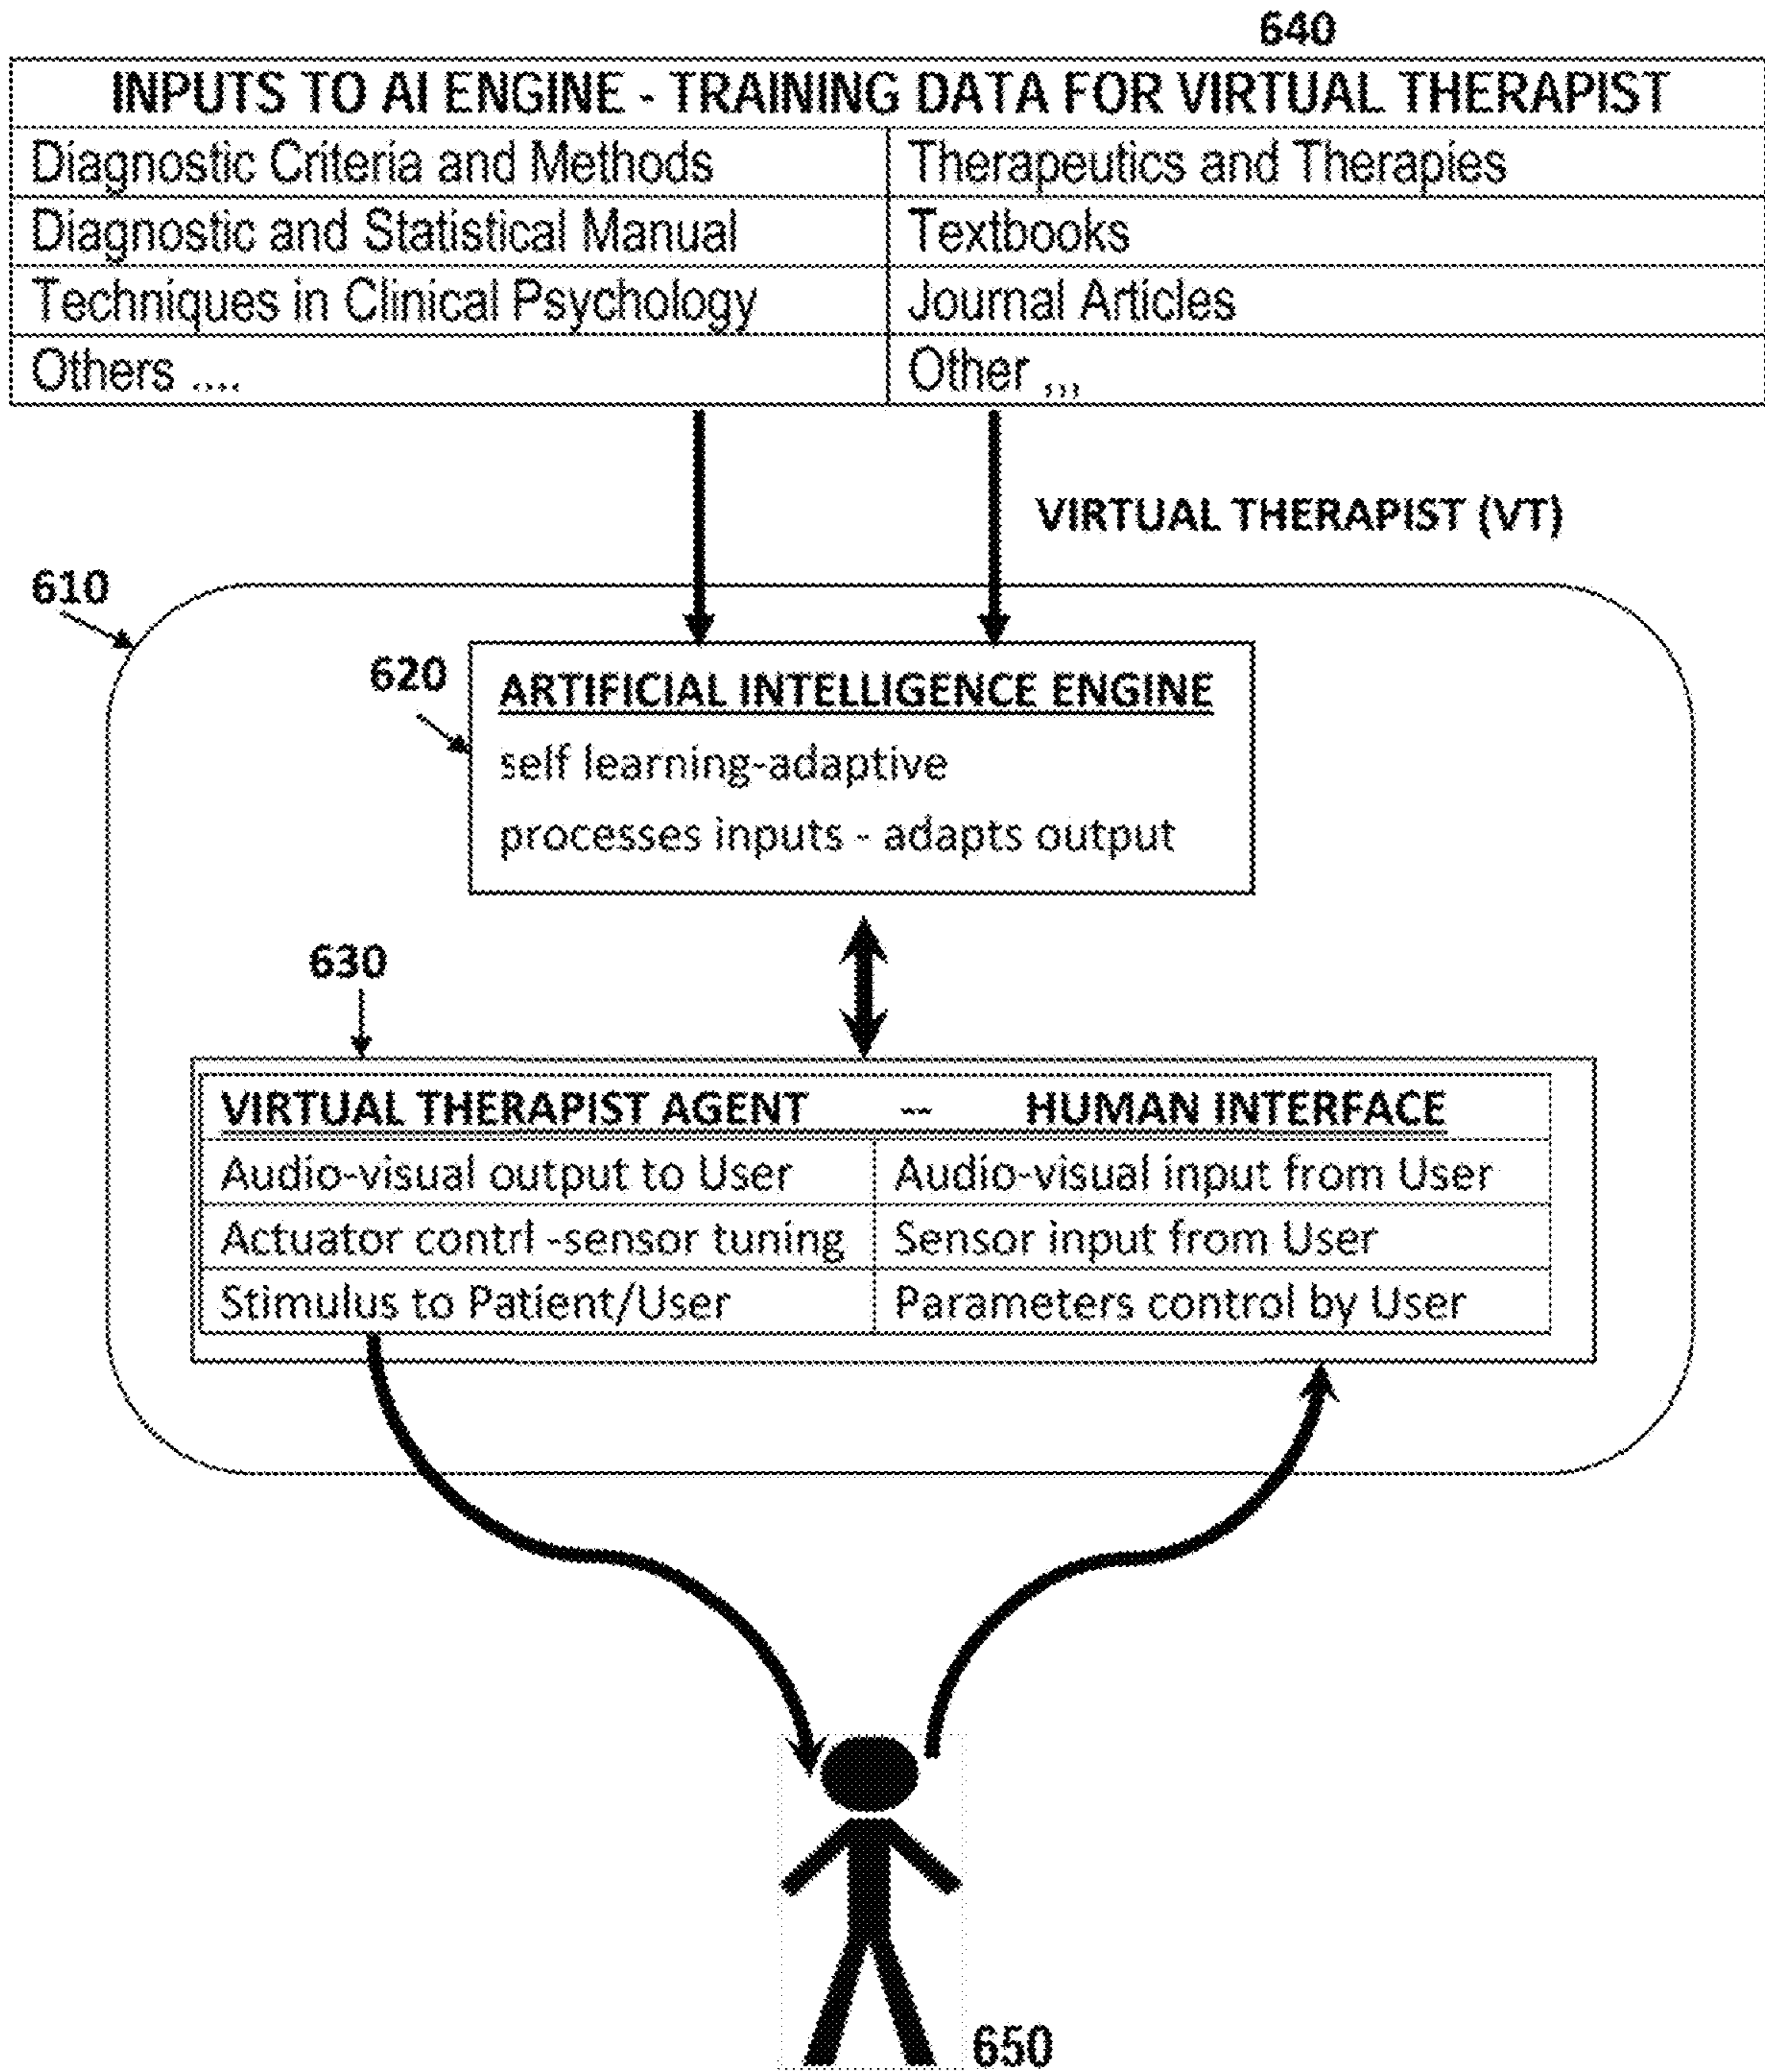 640
INPUTS TO AI ENGINE - TRAINING DATA FOR VIRTUAL THERAPIST
Diagnostic Criteria and Methods
Therapeutics and Therapies
Diagnostic and Statistical Manual
Textbooks
Techniques in Clinical Psychology
Journal Articles
Others ....
Other ,,,
VIRTUAL THERAPIST (VT)
610
620
ARTIFICIAL INTELLIGENCE ENGINE
self learning-adaptive
processes inputs - adapts output
630
VIRTUAL THERAPIST AGENT -- HUMAN INTERFACE
Audio-visual output to User
Audio-visual input from User
Actuator contrl -sensor tuning
Sensor input from User
Stimulus to Patient/User
Parameters control by User
650